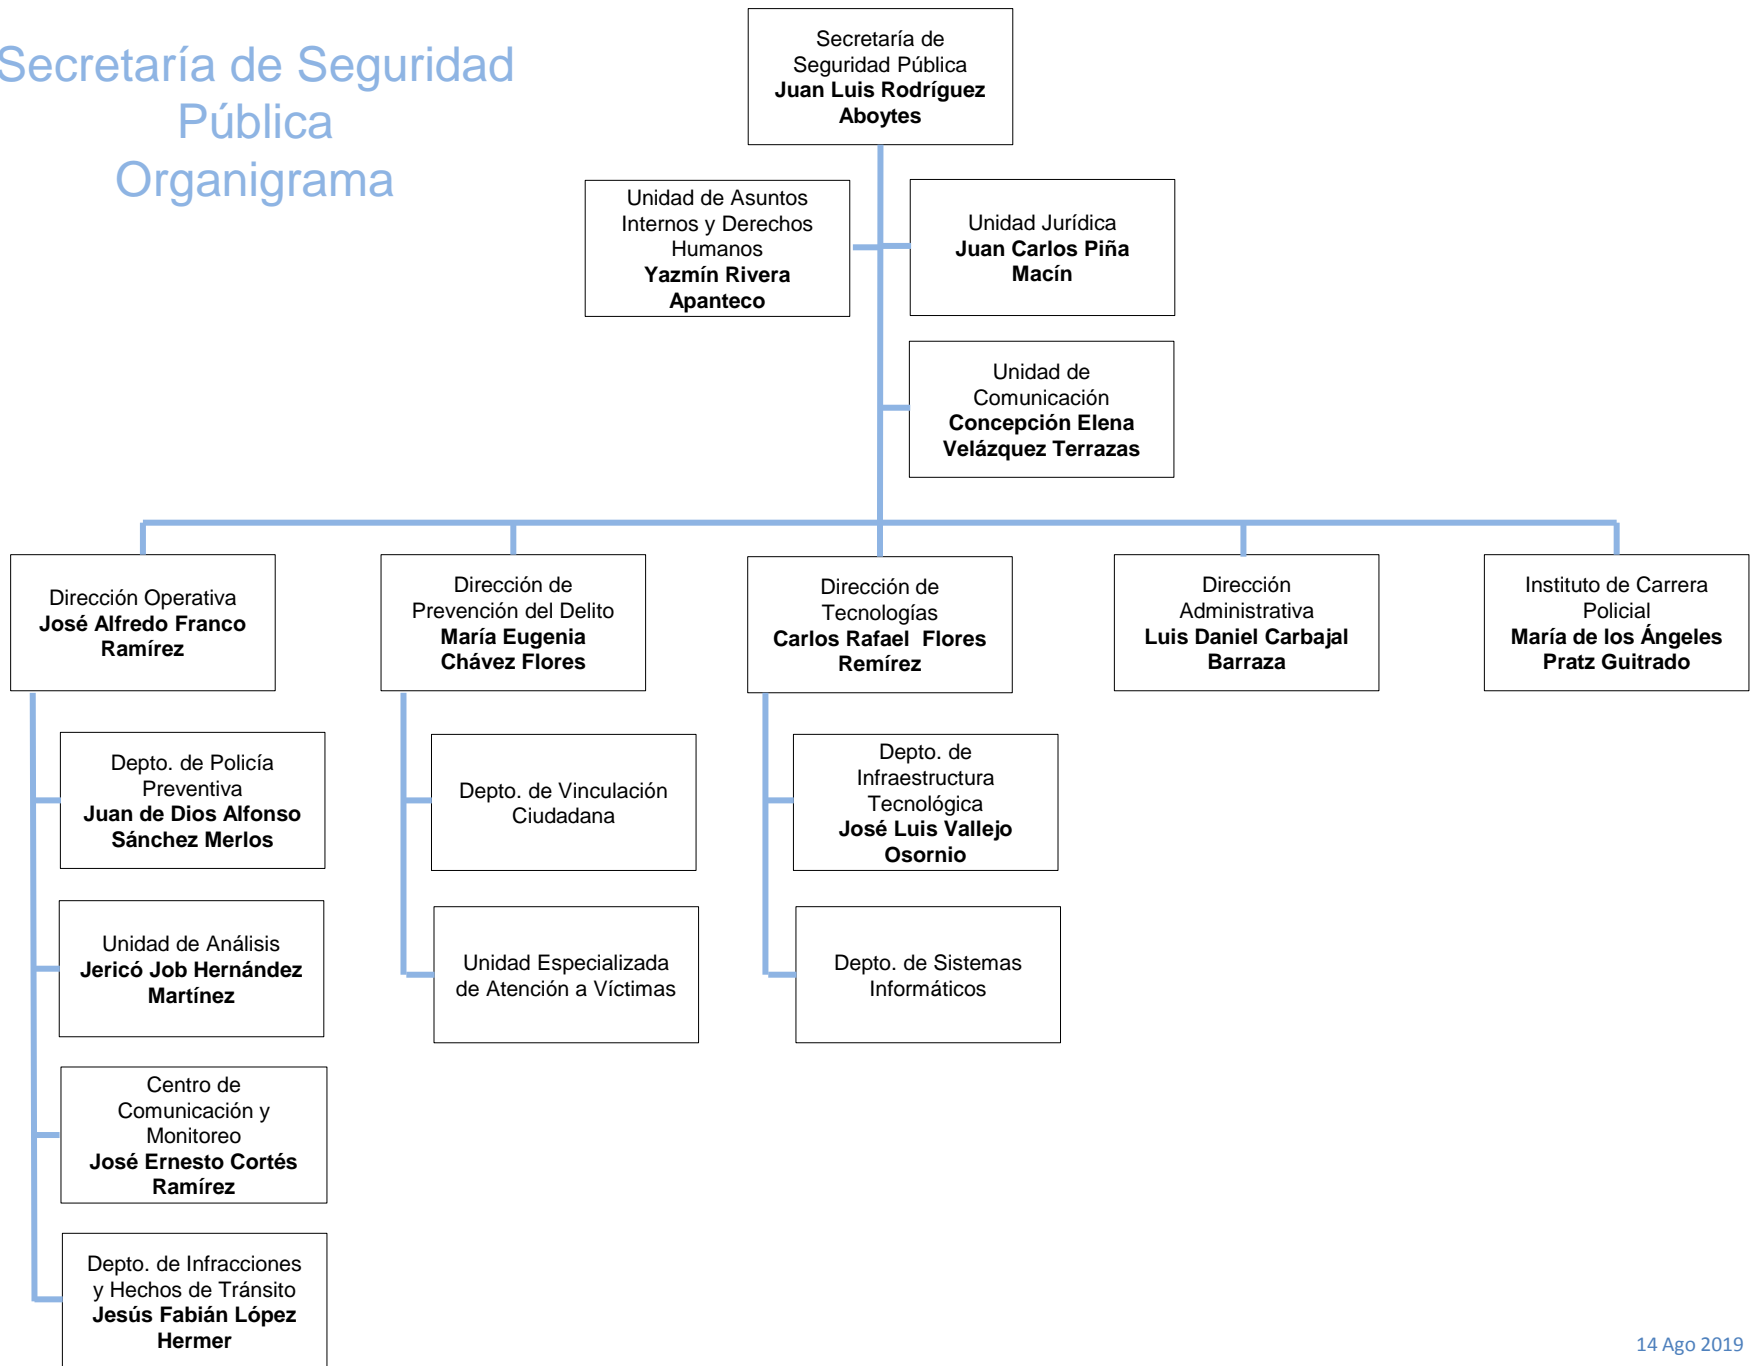 Secretaría de Seguridad
Pública
Organigrama
Secretaría de
Seguridad Pública
Juan Luis Rodríguez
Aboytes
Unidad de Asuntos
Internos y Derechos
Humanos
Yazmín Rivera
Apanteco
Unidad Jurídica
Juan Carlos Piña
Macín
Unidad de
Comunicación
Concepción Elena
Velázquez Terrazas
Dirección Operativa
José Alfredo Franco
Ramírez
Dirección de
Prevención del Delito
María Eugenia
Chávez Flores
Dirección de
Tecnologías
Carlos Rafael  Flores
Remírez
Dirección
Administrativa
Luis Daniel Carbajal
Barraza
Instituto de Carrera
Policial
María de los Ángeles
Pratz Guitrado
Depto. de Policía
Preventiva
Juan de Dios Alfonso
Sánchez Merlos
Depto. de Vinculación
Ciudadana
Depto. de
Infraestructura
Tecnológica
José Luis Vallejo
Osornio
Unidad de Análisis
Jericó Job Hernández
Martínez
Unidad Especializada
de Atención a Víctimas
Depto. de Sistemas
Informáticos
Centro de
Comunicación y
Monitoreo
José Ernesto Cortés
Ramírez
Depto. de Infracciones
y Hechos de Tránsito
Jesús Fabián López
Hermer
14 Ago 2019